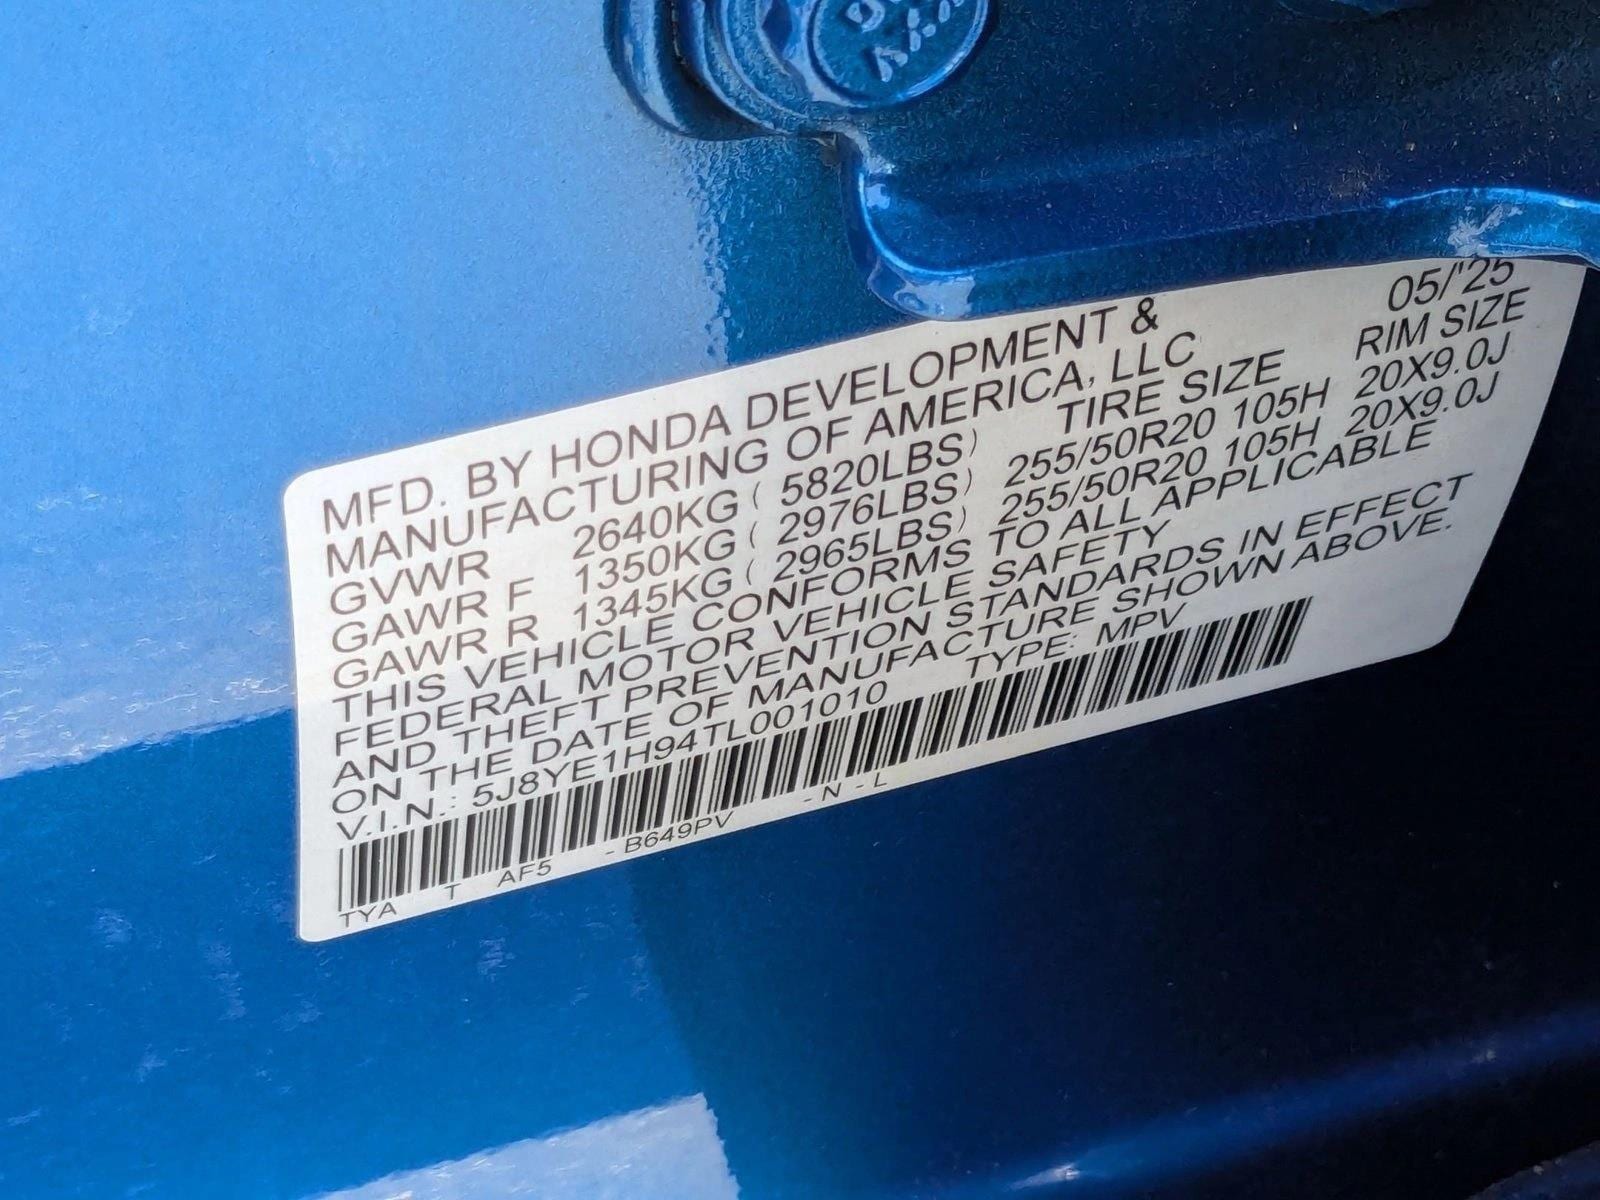 05/'25
MFD. BY HONDA DEVELOPMENT &
MANUFACTURING OF AMERICA, LLC
TIRE SIZE RIM SIZE
GVWR 2640KG ( 5820LBS)
GAWR F 1350KG ( 2976LBS) 255/50R20 105H 20X9.0J
GAWR R 1345KG ( 2965LBS) 255/50R20 105H 20X9.0J
THIS VEHICLE CONFORMS TO ALL APPLICABLE
FEDERAL MOTOR VEHICLE SAFETY
AND THEFT PREVENTION STANDARDS IN EFFECT
ON THE DATE OF MANUFACTURE SHOWN ABOVE.
V.I.N.: 5J8YE1H94TL001010 TYPE: MPV
TYA T AF5 - B649PV - N - L